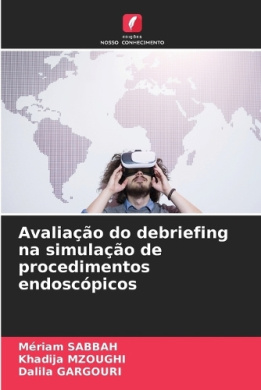 edições
NOSSO CONHECIMENTO
Avaliação do debriefing
na simulação de
procedimentos
endoscópicos
Mériam SABBAH
Khadija MZOUGHI
Dalila GARGOURI